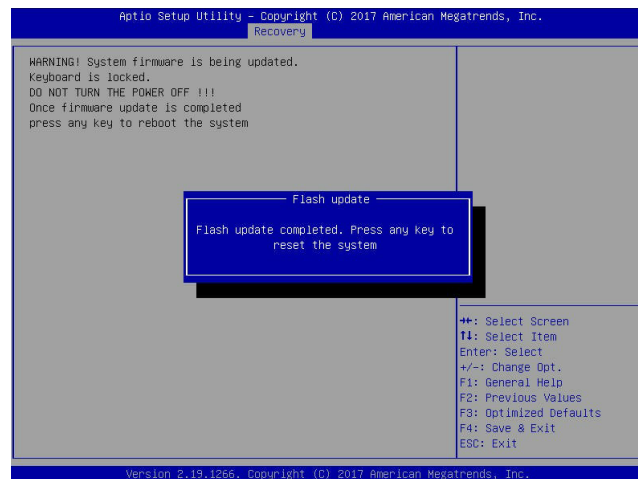 Aptio Setup Utility – Copyright (C) 2017 American Megatrends, Inc.
Recovery
WARNING! System firmware is being updated.
Keyboard is locked.
DO NOT TURN THE POWER OFF !!!
Once firmware update is completed
press any key to reboot the system
Flash update
Flash update completed. Press any key to
reset the system
→←: Select Screen
↑↓: Select Item
Enter: Select
+/-: Change Opt.
F1: General Help
F2: Previous Values
F3: Optimized Defaults
F4: Save & Exit
ESC: Exit
Version 2.19.1266. Copyright (C) 2017 American Megatrends, Inc.